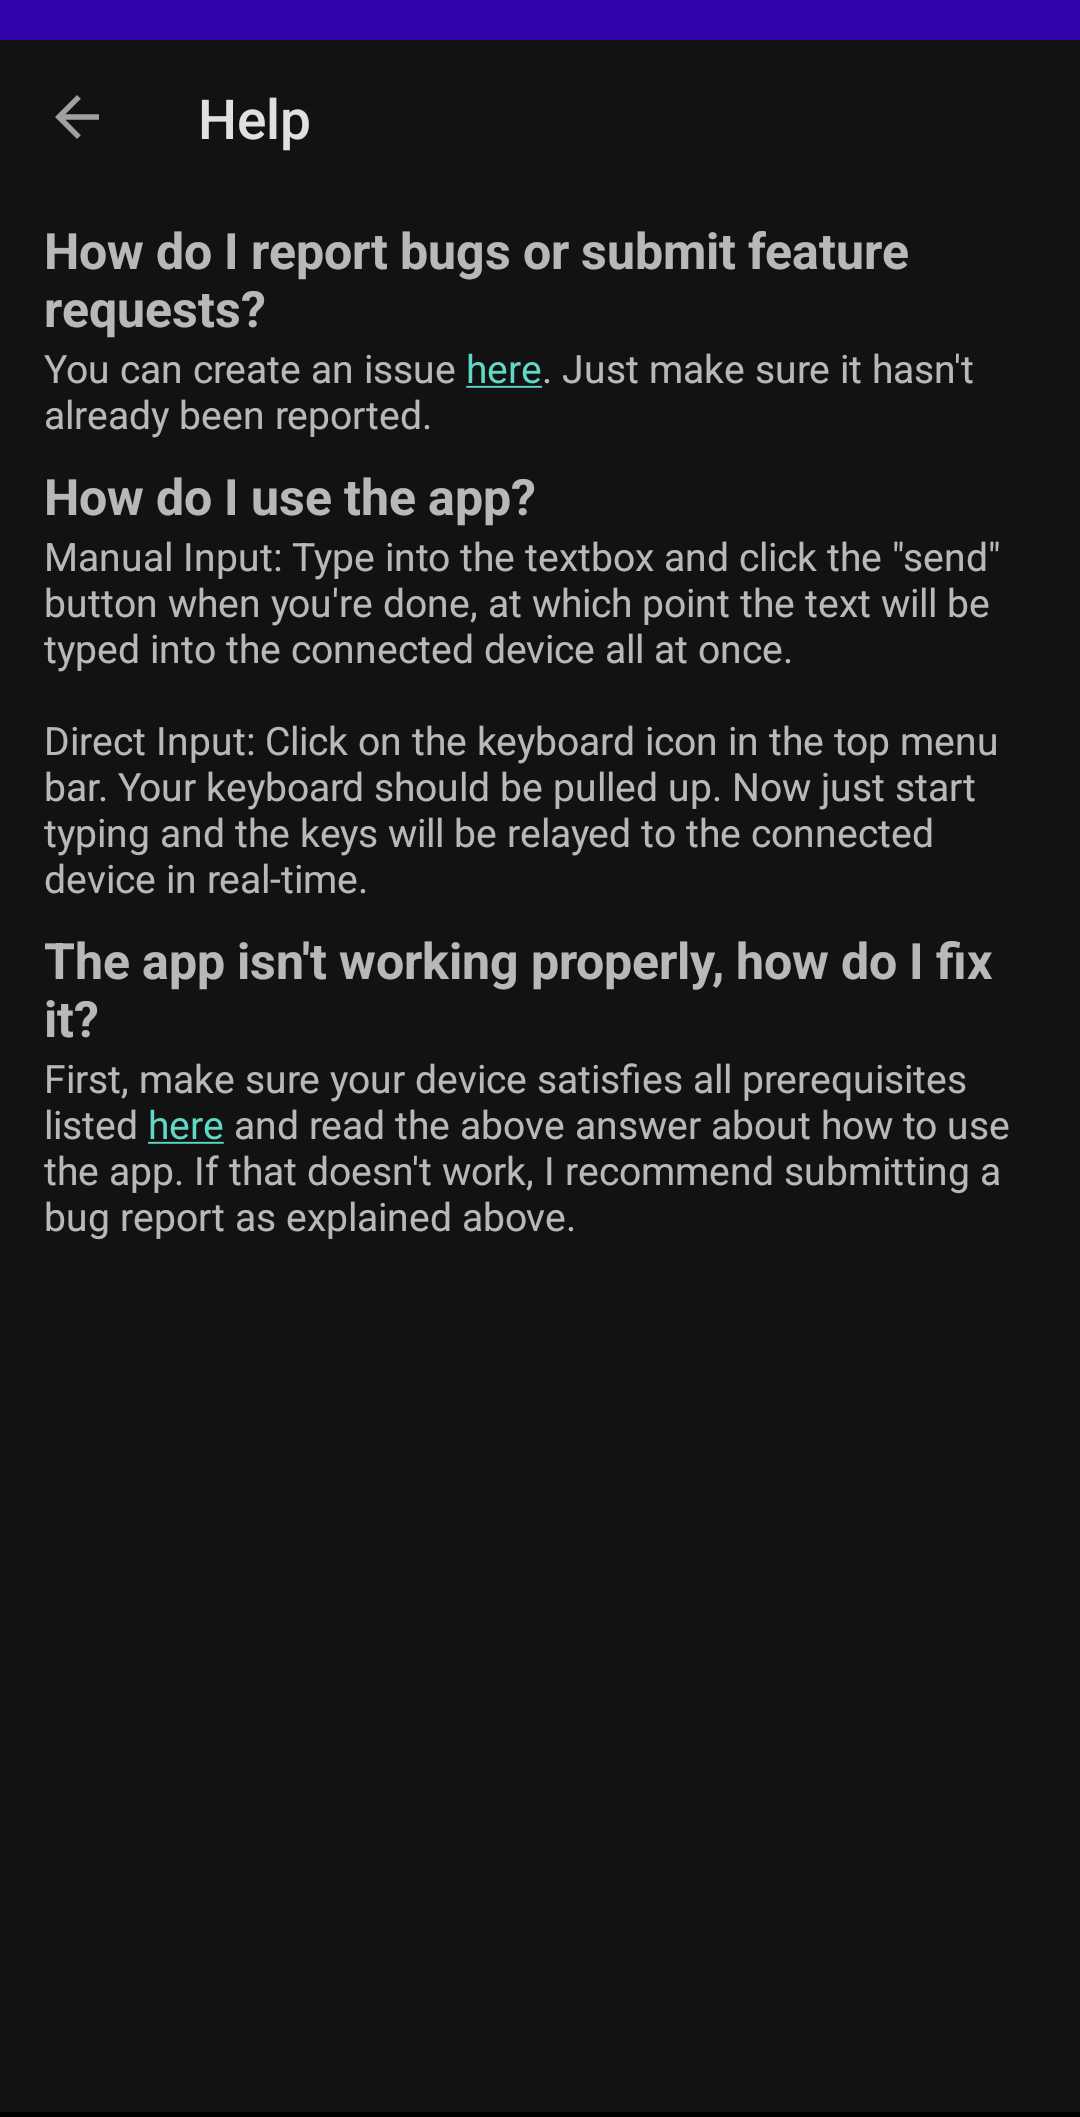 Help
How do I report bugs or submit feature
requests?
You can create an issue here. Just make sure it hasn't
already been reported.
How do I use the app?
Manual Input: Type into the textbox and click the "send"
button when you're done, at which point the text will be
typed into the connected device all at once.
Direct Input: Click on the keyboard icon in the top menu
bar. Your keyboard should be pulled up. Now just start
typing and the keys will be relayed to the connected
device in real-time.
The app isn't working properly, how do I fix
it?
First, make sure your device satisfies all prerequisites
listed here and read the above answer about how to use
the app. If that doesn't work, I recommend submitting a
bug report as explained above.